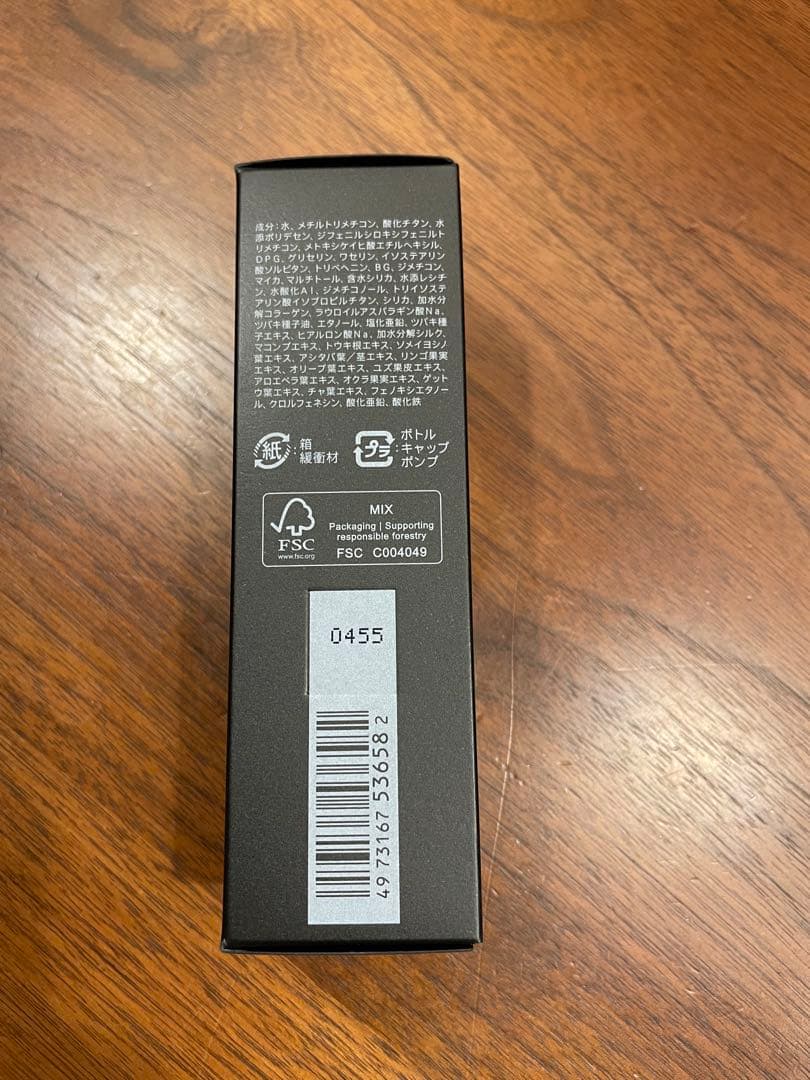 成分：水、メチルトリメチコン、酸化チタン、水
添ポリデセン、ジフェニルシロキシフェニルト
リメチコン、メトキシケイヒ酸エチルヘキシル、
ＤＰＧ、グリセリン、ワセリン、イソステアリン
酸ソルビタン、トリベヘニン、ＢＧ、ジメチコン、
マイカ、マルチトール、含水シリカ、水添レシチ
ン、水酸化Ａｌ、ジメチコノール、トリイソステ
アリン酸イソプロピルチタン、シリカ、加水分
解コラーゲン、ラウロイルアスパラギン酸Ｎａ、
ツバキ種子油、エタノール、塩化亜鉛、ツバキ種
子エキス、ヒアルロン酸Ｎａ、加水分解シルク、
マコンブエキス、トウキ根エキス、ソメイヨシノ
葉エキス、アシタバ葉／茎エキス、リンゴ果実
エキス、オリーブ葉エキス、ユズ果皮エキス、
アロエベラ葉エキス、オクラ果実エキス、ゲット
ウ葉エキス、チャ葉エキス、フェノキシエタノー
ル、クロルフェネシン、酸化亜鉛、酸化鉄
紙：箱
緩衝材
プラ：ボトル
キャップ
ポンプ
FSC
www.fsc.org
MIX
Packaging | Supporting
responsible forestry
FSC C004049
0455
49 73167 53658 2